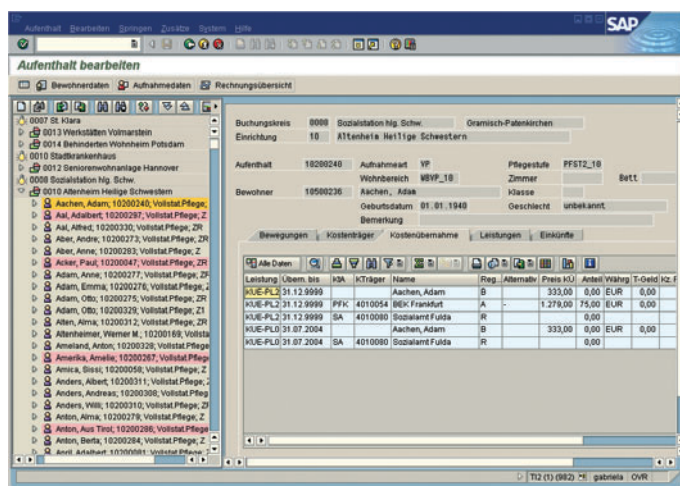 Aufenthalt Bearbeiten Springen Zusätze System Hilfe
SAP
Aufenthalt bearbeiten
Bewohnerdaten Aufnahmedaten Rechnungsübersicht
0007 St. Klara
0013 Werkstätten Volmarstein
0014 Behinderten Wohnheim Potsdam
0010 Stadtkrankenhaus
0012 Seniorenwohnanlage Hannover
0008 Sozialstation hlg. Schw.
0010 Altenheim Heilige Schwestern
Aachen, Adam; 10200240; Vollstat.Pflege;
Aal, Adalbert; 10200297; Vollstat.Pflege; Z
Aal, Alfred; 10200330; Vollstat.Pflege; ZR
Aber, Andre; 10200273; Vollstat.Pflege; ZR
Aber, Anne; 10200283; Vollstat.Pflege; Z
Acker, Paul; 10200047; Vollstat.Pflege; ZR
Adam, Anne; 10200277; Vollstat.Pflege; ZR
Adam, Emma; 10200276; Vollstat.Pflege; Z
Adam, Otto; 10200275; Vollstat.Pflege; ZR
Adam, Otto; 10200329; Vollstat.Pflege; Z1
Alten, Alma; 10200312; Vollstat.Pflege; ZR
Altenheimer, Werner M.; 10200169; Vollsta
Ameland, Anton; 10200328; Vollstat.Pflege
Amerika, Amelie; 10200267; Vollstat.Pflege
Amica, Sissi; 10200058; Vollstat.Pflege; Z
Anders, Albert; 10200311; Vollstat.Pflege; Z
Anders, Andreas; 10200308; Vollstat.Pfleg
Anders, Willi; 10200310; Vollstat.Pflege; ZR
Anton, Alma; 10200279; Vollstat.Pflege; Z
Anton, Aus Tirol; 10200286; Vollstat.Pflege
Anton, Berta; 10200284; Vollstat.Pflege; Z
April, Adalbert; 10200081; Vollstat.Pflege
Buchungskreis 0008 Sozialstation hlg. Schw. Gramisch-Patenkirchen
Einrichtung 10 Altenheim Heilige Schwestern
Aufenthalt 10200240 Aufnahmeart VP Pflegestufe PFST2_10
Wohnbereich WBVP_10 Zimmer Bett
Bewohner 10500236 Aachen, Adam Klasse
Geburtsdatum 01.01.1940 Geschlecht unbekannt
Bemerkung
Bewegungen Kostenträger Kostenübernahme Leistungen Einkünfte
Alle Daten
Leistung Übern. bis KtA KTräger Name Reg.. Alternativ Preis KÜ Anteil Währg T-Geld Kz.
KUE-PL2 31.12.9999 Aachen, Adam B 333,00 0,00 EUR 0,00
KUE-PL2 31.12.9999 PFK 4010054 BEK Frankfurt A - 1.279,00 75,00 EUR 0,00
KUE-PL2 31.12.9999 SA 4010080 Sozialamt Fulda R 0,00
KUE-PL0 31.07.2004 Aachen, Adam B 333,00 0,00 EUR 0,00
KUE-PL0 31.07.2004 SA 4010080 Sozialamt Fulda R 0,00
TI2 (1) (982) gabriela OVR